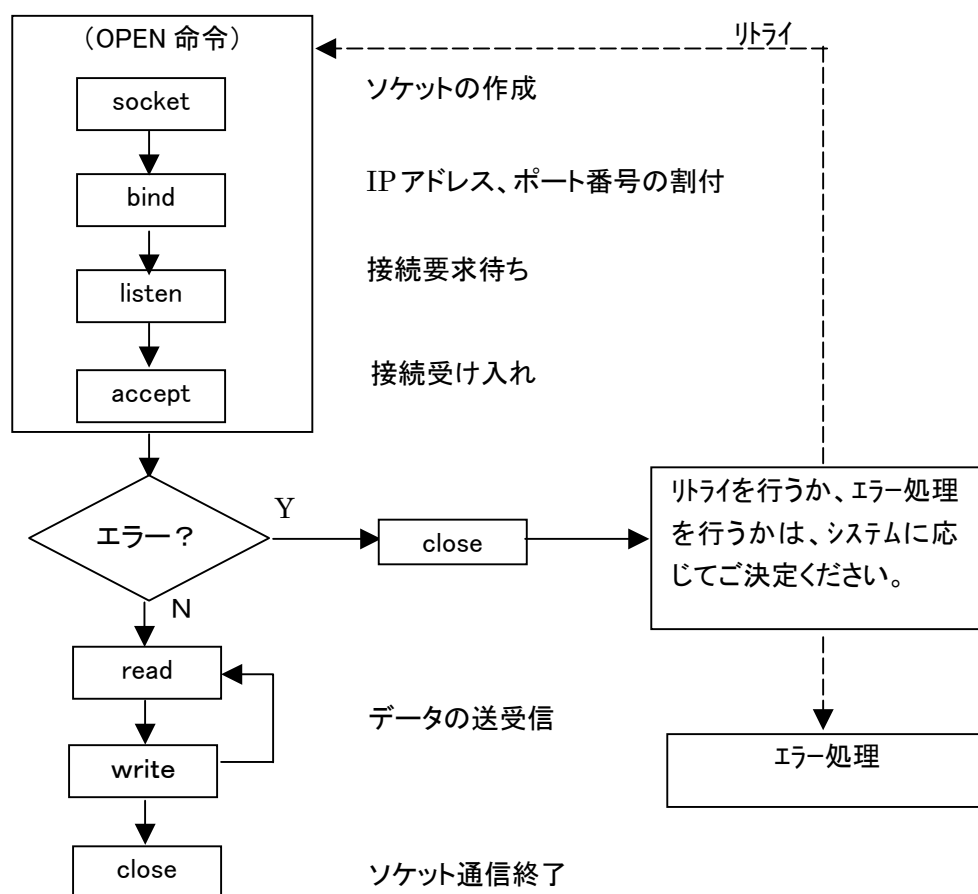 （OPEN 命令）
リトライ
socket
ソケットの作成
bind
IP アドレス、ポート番号の割付
listen
接続要求待ち
accept
接続受け入れ
エラー？
Y
close
リトライを行うか、エラー処理
を行うかは、システムに応
じてご決定ください。
N
read
データの送受信
write
エラー処理
close
ソケット通信終了